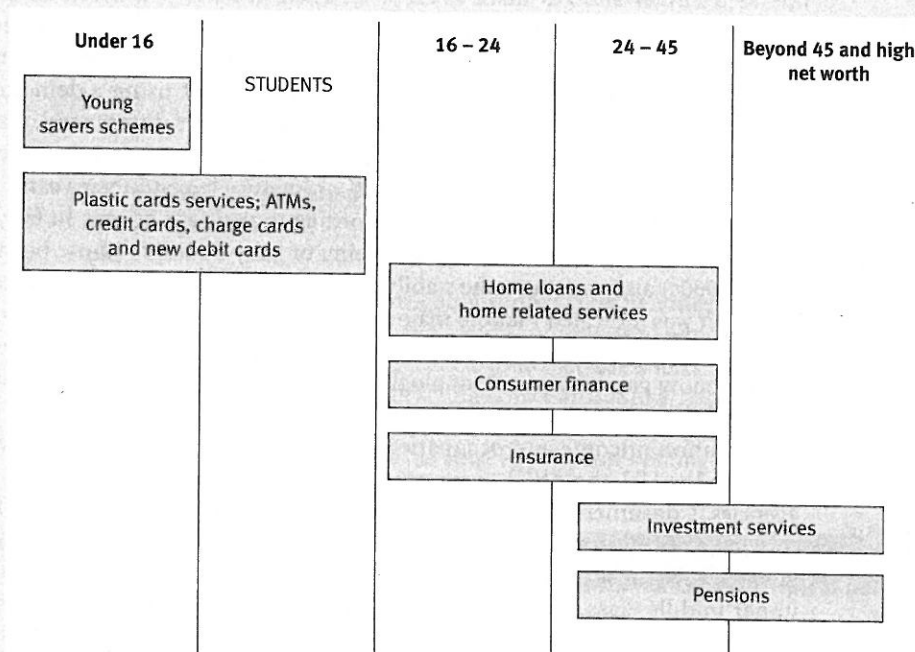 Under 16
STUDENTS
16 – 24
24 – 45
Beyond 45 and high
net worth
Young
savers schemes
Plastic cards services; ATMs,
credit cards, charge cards
and new debit cards
Home loans and
home related services
Consumer finance
Insurance
Investment services
Pensions